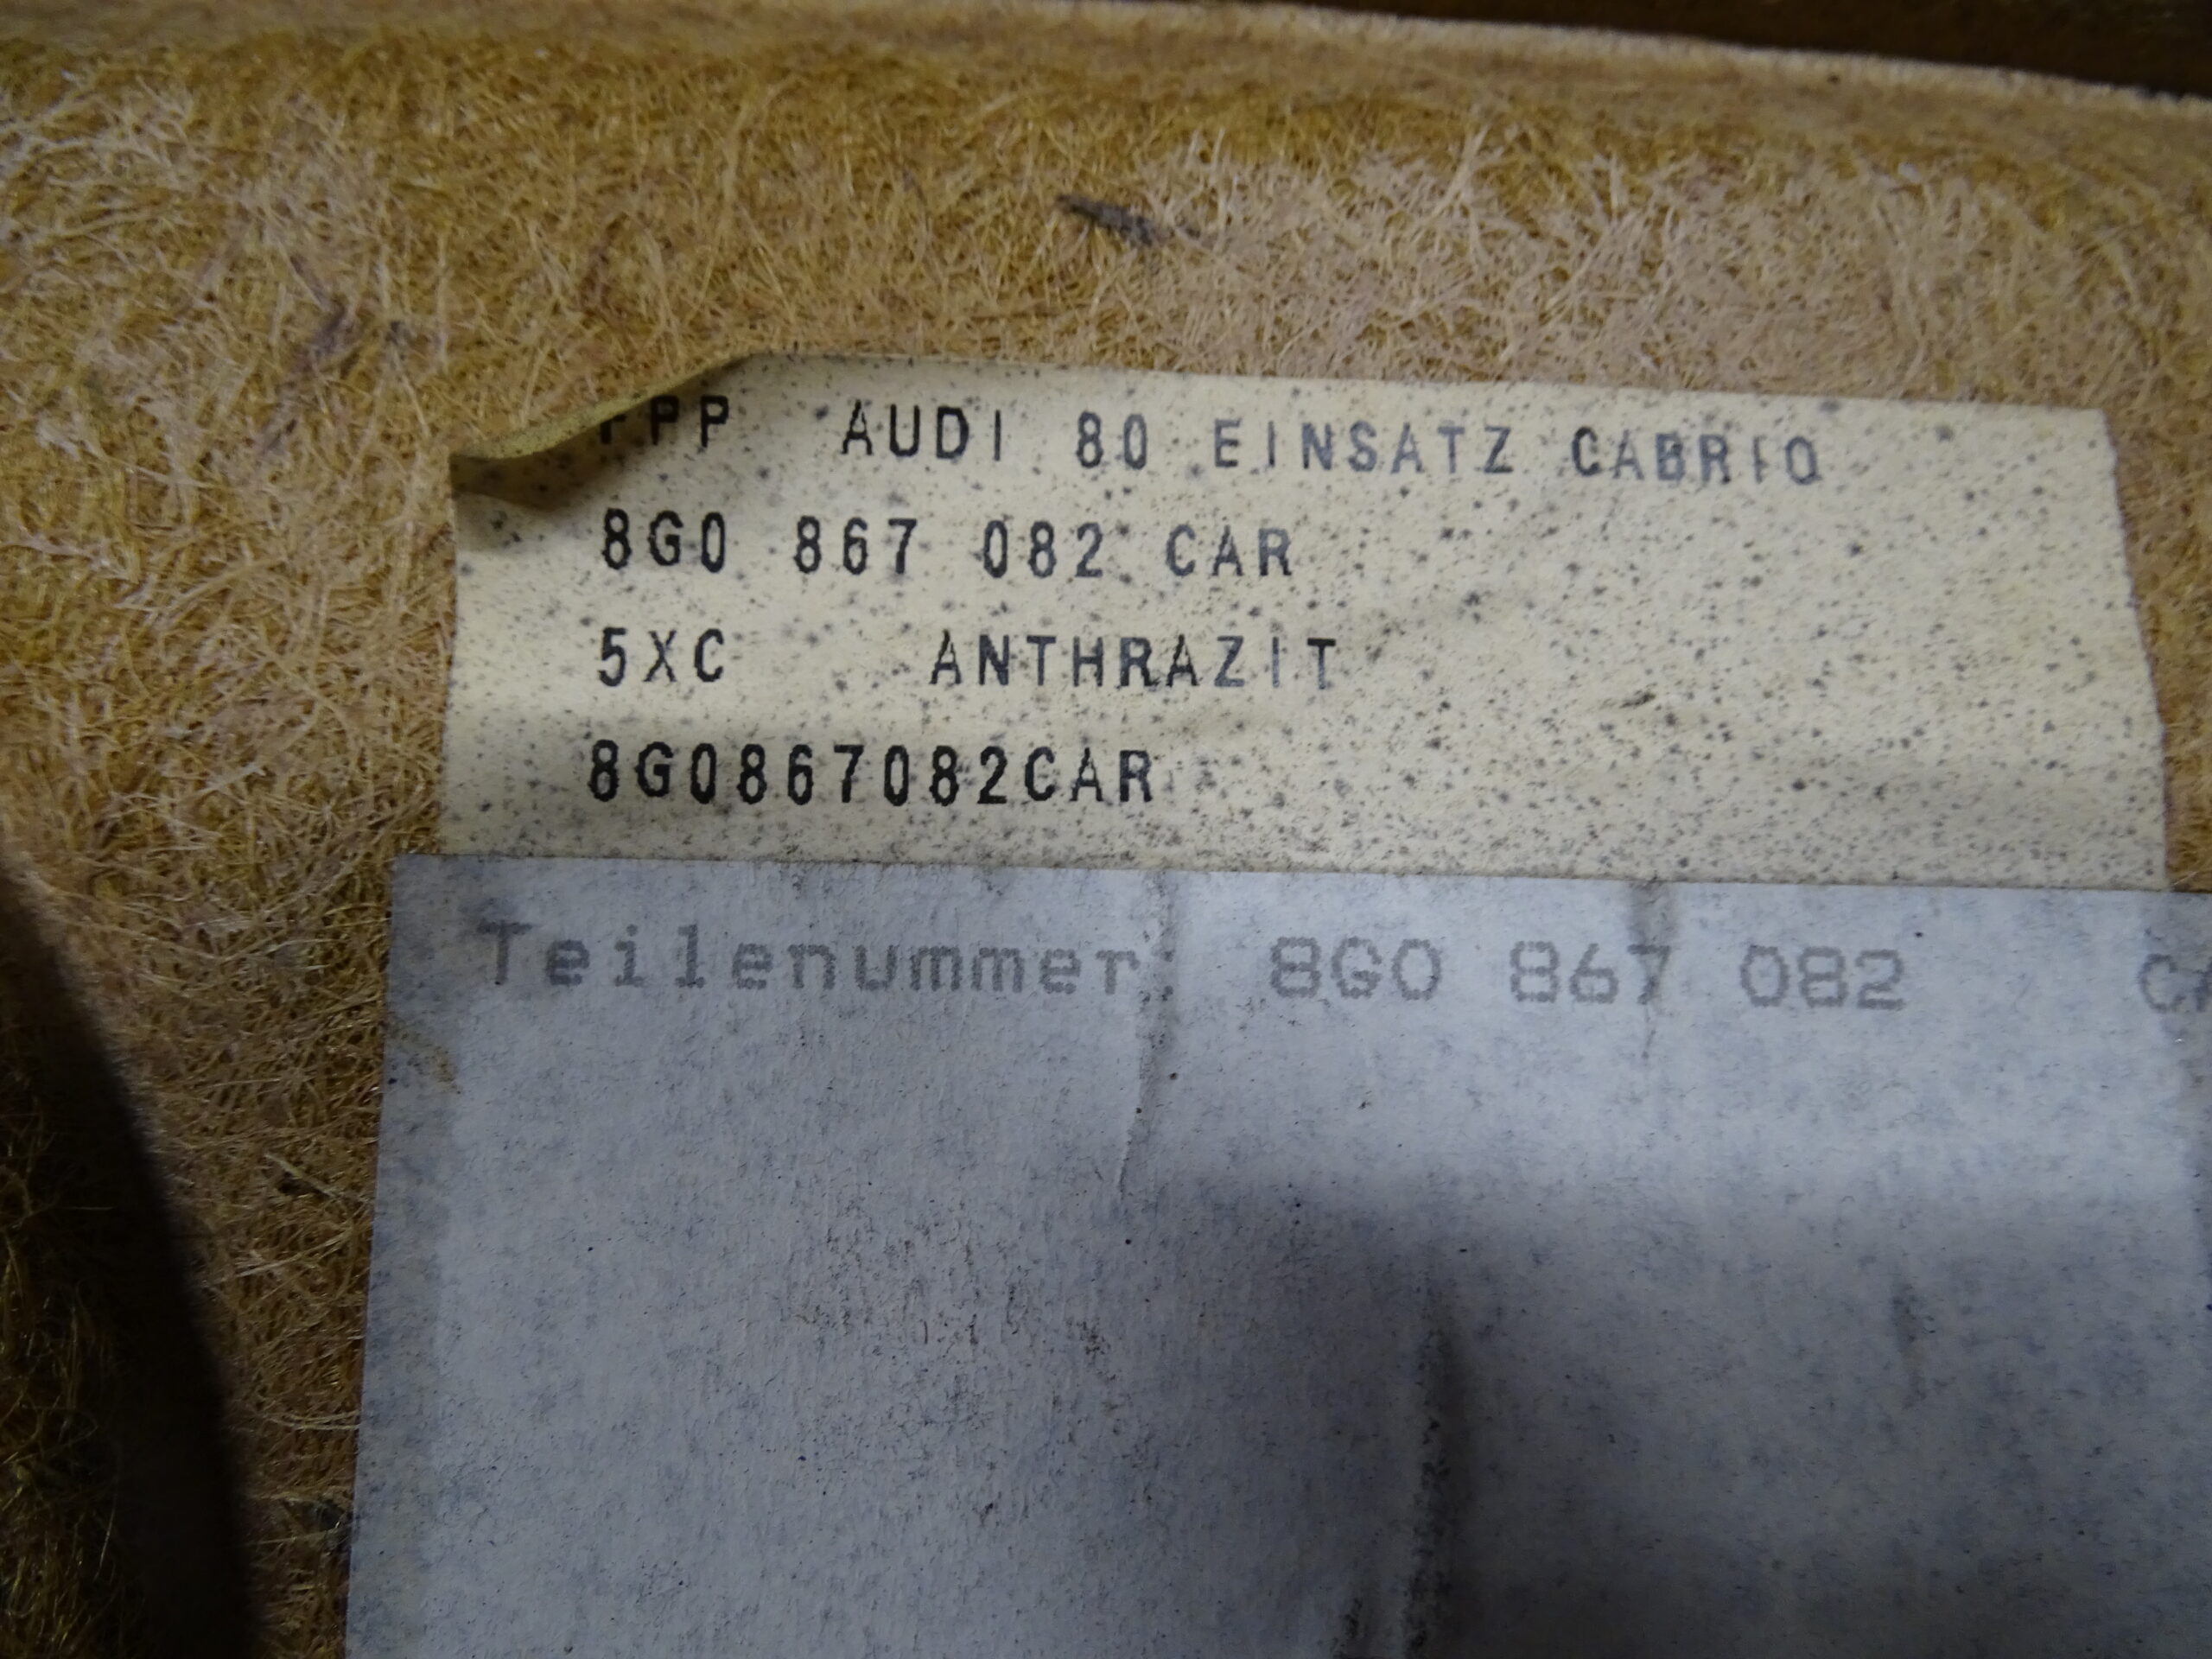 AUDI 80 EINSATZ CABRIO
8G0 867 082 CAR
5XC ANTHRAZIT
8G0867082CAR
Teilenummer: 8G0 867 082